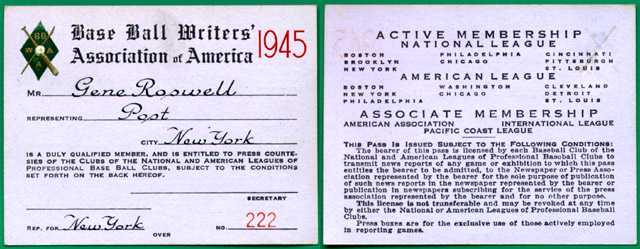 BB
W A
A
Base Ball Writers'
Association of America
1945
MR. Gene Roswell
REPRESENTING Post
CITY New York
IS A DULY QUALIFIED MEMBER, AND IS ENTITLED TO PRESS COURTE-
SIES OF THE CLUBS OF THE NATIONAL AND AMERICAN LEAGUES OF
PROFESSIONAL BASE BALL CLUBS, SUBJECT TO THE CONDITIONS
SET FORTH ON THE BACK HEREOF.
SECRETARY
REP. FOR New York NO. 222
OVER
ACTIVE MEMBERSHIP
NATIONAL LEAGUE
BOSTON PHILADELPHIA CINCINNATI
BROOKLYN CHICAGO PITTSBURGH
NEW YORK ST. LOUIS
AMERICAN LEAGUE
BOSTON WASHINGTON CLEVELAND
NEW YORK CHICAGO DETROIT
PHILADELPHIA ST. LOUIS
ASSOCIATE MEMBERSHIP
AMERICAN ASSOCIATION INTERNATIONAL LEAGUE
PACIFIC COAST LEAGUE
THIS PASS IS ISSUED SUBJECT TO THE FOLLOWING CONDITIONS:
The bearer of this pass is licensed by each Baseball Club of the
National and American Leagues of Professional Baseball Clubs to
transmit news reports of any game or exhibition to which this pass
entitles the bearer to be admitted, to the Newspaper or Press Asso-
ciation represented by the bearer for the sole purpose of publication
of such news reports in the newspaper represented by the bearer or
publication in newspapers subscribing for the service of the press
association represented by the bearer and for no other purpose.
This license is not transferable and may be revoked at any time
by either the National or American Leagues of Professional Baseball
Clubs.
Press boxes are for the exclusive use of those actively employed
in reporting games.